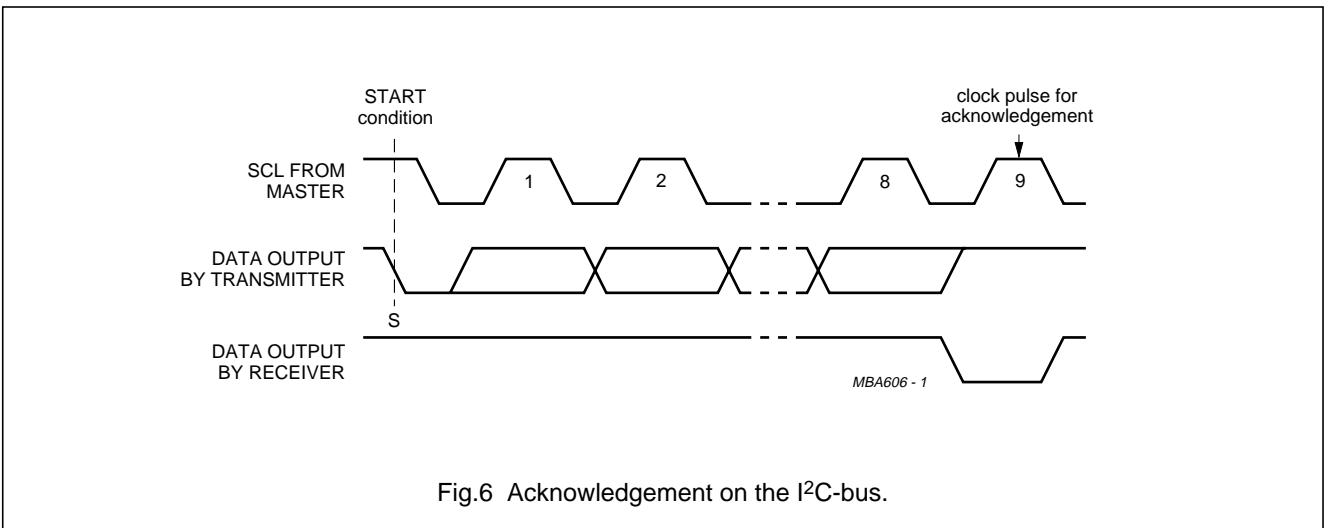 START
condition
clock pulse for
acknowledgement
SCL FROM
MASTER
1
2
8
9
DATA OUTPUT
BY TRANSMITTER
S
DATA OUTPUT
BY RECEIVER
MBA606 - 1
Fig.6 Acknowledgement on the I²C-bus.